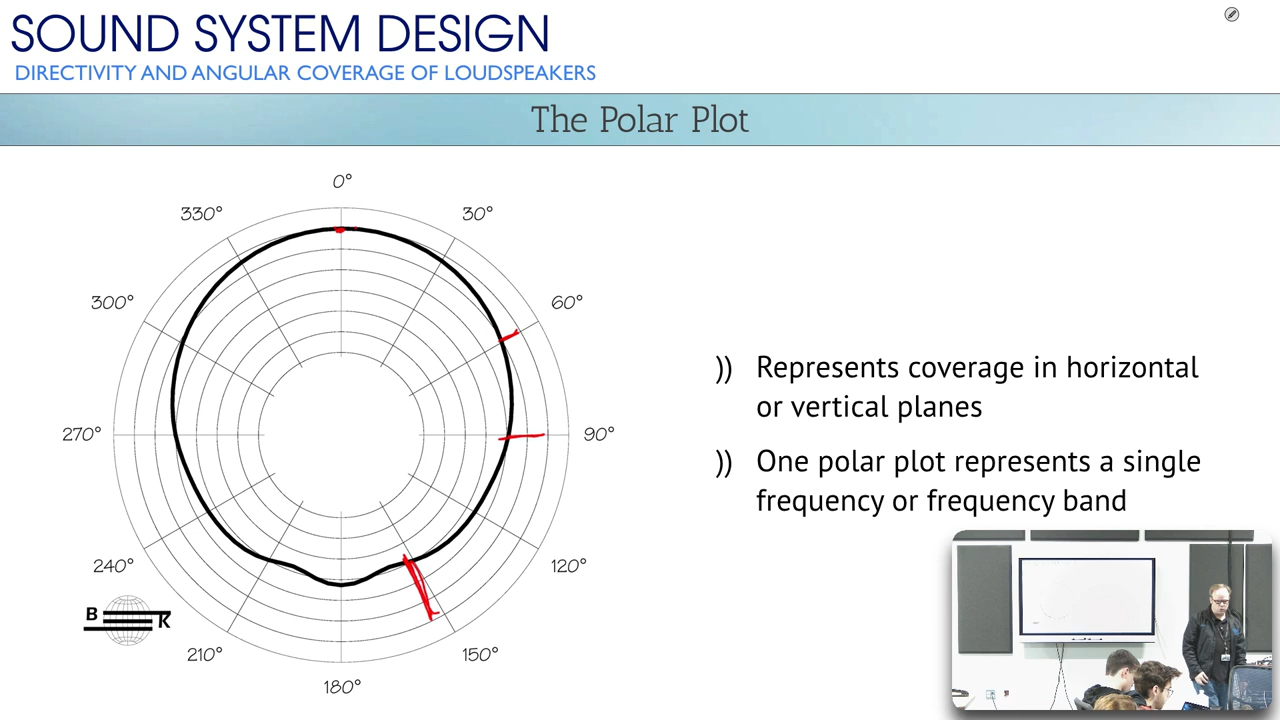 SOUND SYSTEM DESIGN
DIRECTIVITY AND ANGULAR COVERAGE OF LOUDSPEAKERS
The Polar Plot
0°
330°
30°
300°
60°
270°
90°
240°
120°
210°
150°
180°
B
K
)) Represents coverage in horizontal
or vertical planes
)) One polar plot represents a single
frequency or frequency band